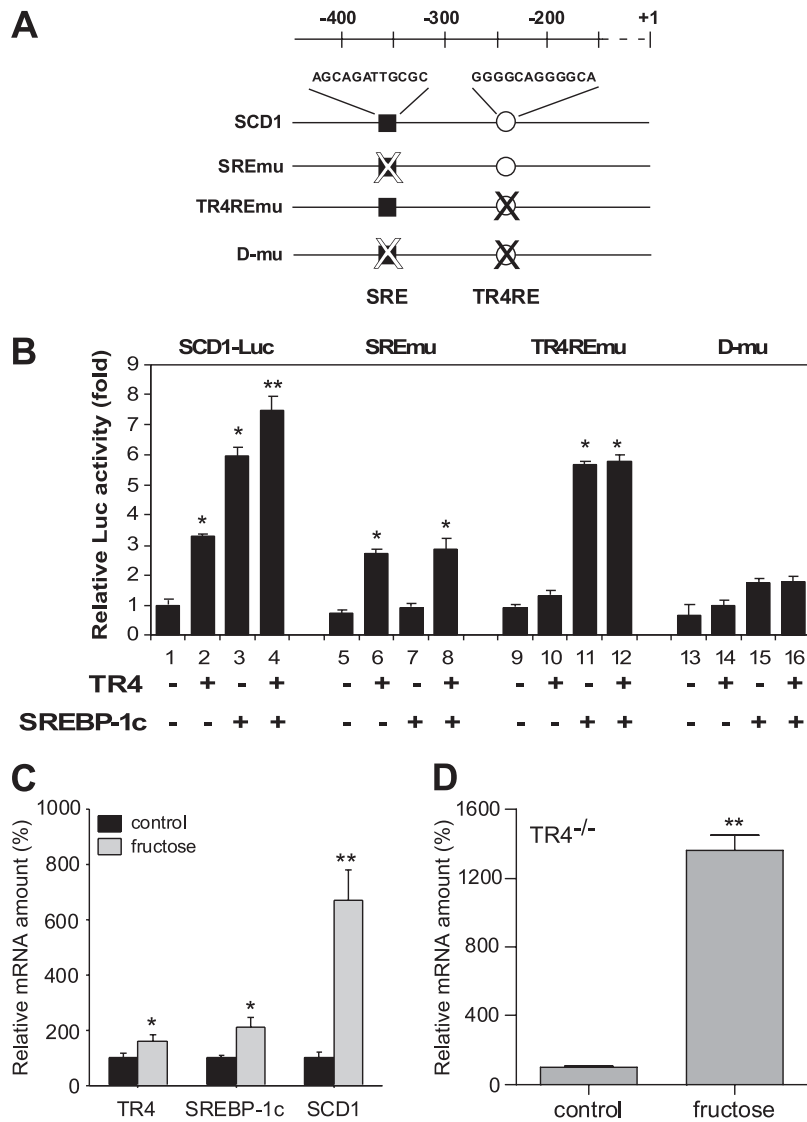 A
-400 -300 -200 +1
AGCAGATTGCGC GGGGCAGGGGCA
SCD1
SREmu
TR4REmu
D-mu
SRE TR4RE
B
SCD1-Luc SREmu TR4REmu D-mu
Relative Luc activity (fold)
9
8
7
6
5
4
3
2
1
0
* * ** * * * *
1 2 3 4 5 6 7 8 9 10 11 12 13 14 15 16
TR4 - + - + - + - + - + - + - + - +
SREBP-1c - - + + - - + + - - + + - - + +
C
Relative mRNA amount (%)
1000
800
600
400
200
0
control
fructose
* * **
TR4 SREBP-1c SCD1
D
Relative mRNA amount (%)
1600
1200
800
400
0
TR4-/-
**
control fructose